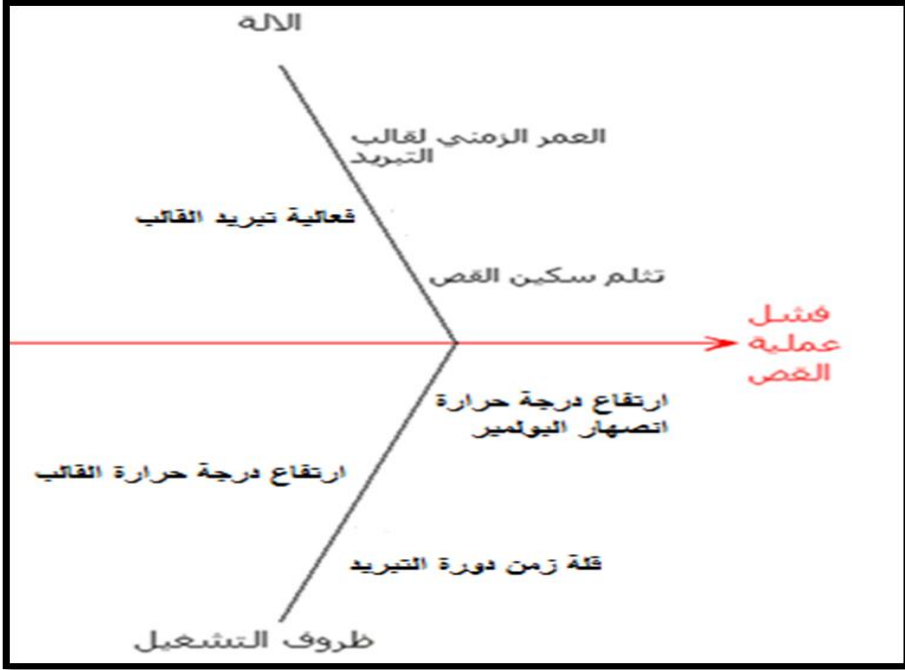 الالة
العمر الزمني لقالب
التبريد
فعالية تبريد القالب
تثلم سكين القص
فشل
عملية
القص
ارتفاع درجة حرارة
انصهار البولمير
ارتفاع درجة حرارة القالب
قلة زمن دورة التبريد
ظروف التشغيل